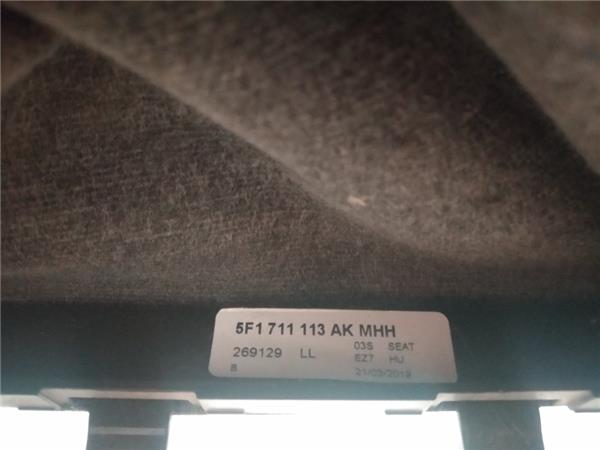 5F1 711 113 AK MHH
269129 LL 03S SEAT
EZ7 HU
8 21/03/2019